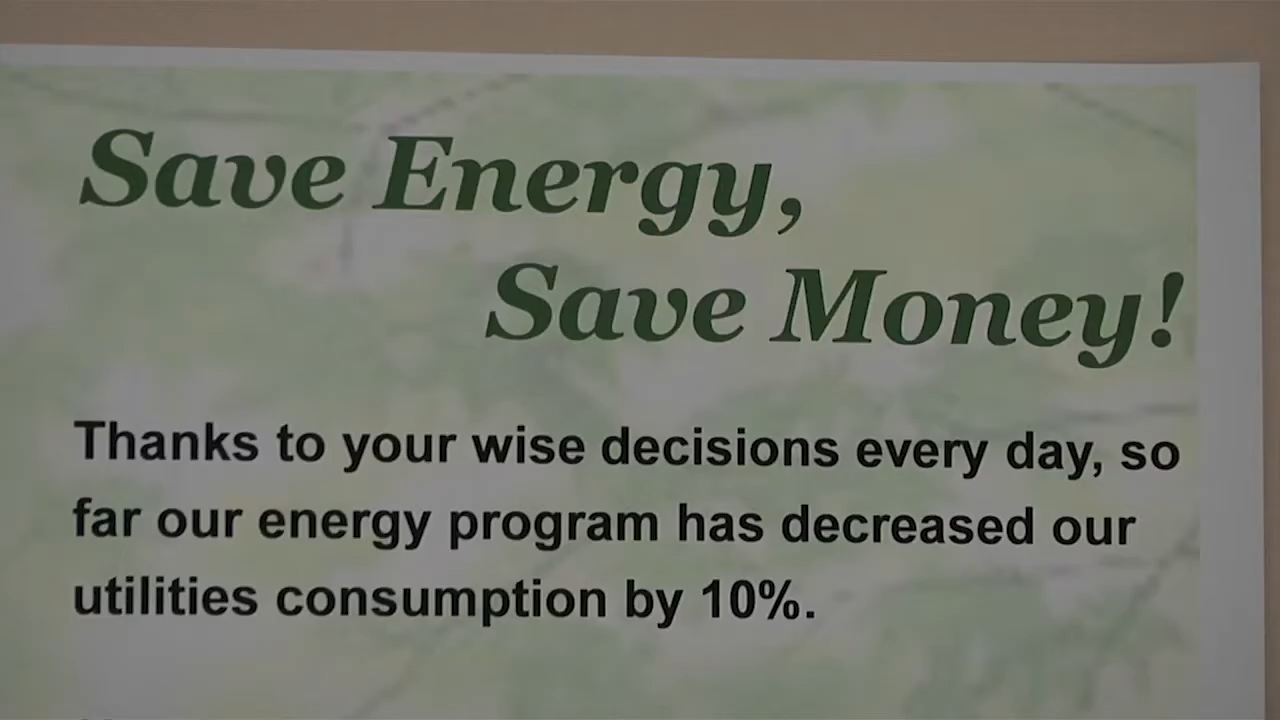 Save Energy,
Save Money!
Thanks to your wise decisions every day, so
far our energy program has decreased our
utilities consumption by 10%.